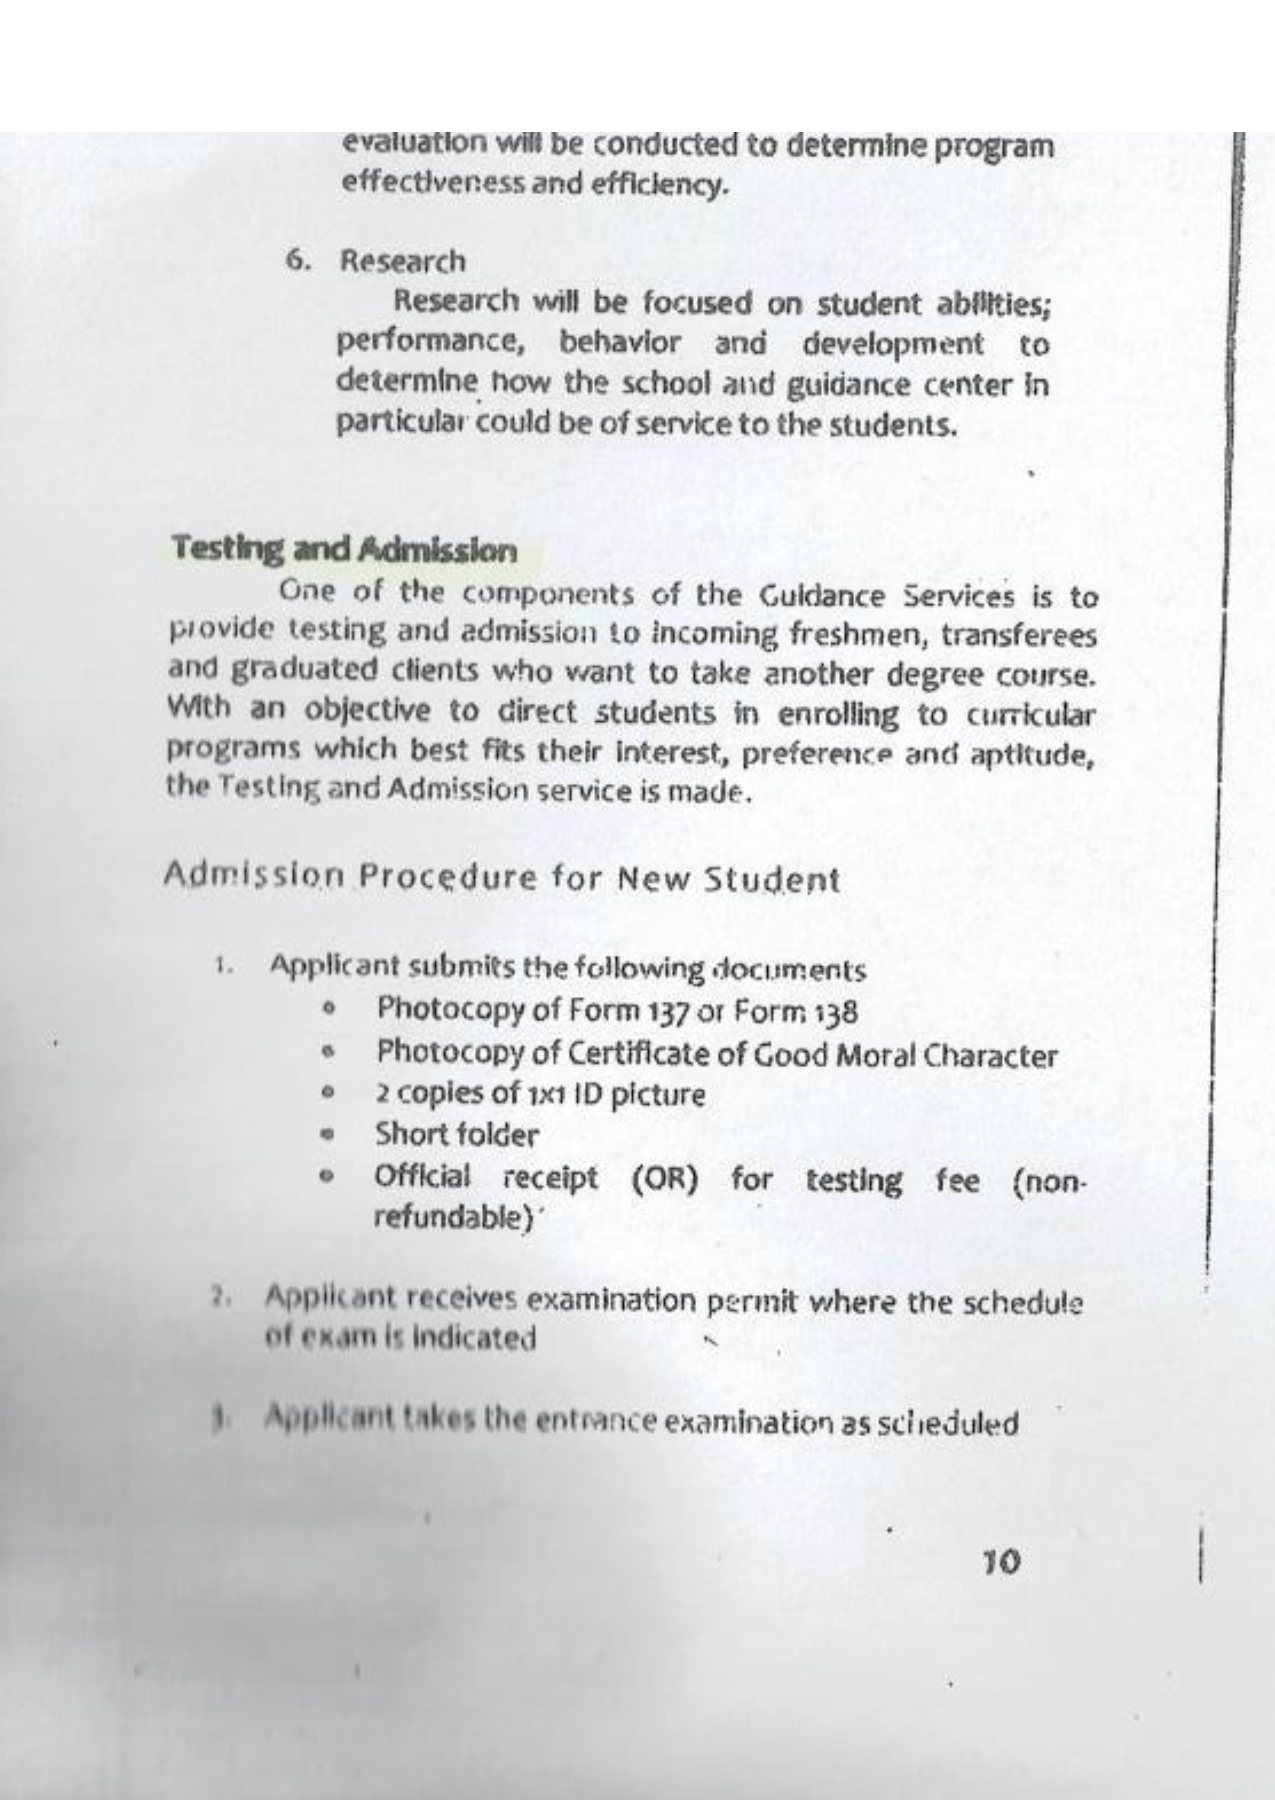 evaluation will be conducted to determine program
effectiveness and efficiency.
6. Research
Research will be focused on student abilities;
performance, behavior and development to
determine how the school and guidance center in
particular could be of service to the students.
Testing and Admission
One of the components of the Guidance Services is to
provide testing and admission to incoming freshmen, transferees
and graduated clients who want to take another degree course.
With an objective to direct students in enrolling to curricular
programs which best fits their interest, preference and aptitude,
the Testing and Admission service is made.
Admission Procedure for New Student
1. Applicant submits the following documents
• Photocopy of Form 137 or Form 138
• Photocopy of Certificate of Good Moral Character
• 2 copies of 1x1 ID picture
• Short folder
• Official receipt (OR) for testing fee (non-
refundable)
2. Applicant receives examination permit where the schedule
of exam is indicated
3. Applicant takes the entrance examination as scheduled
10